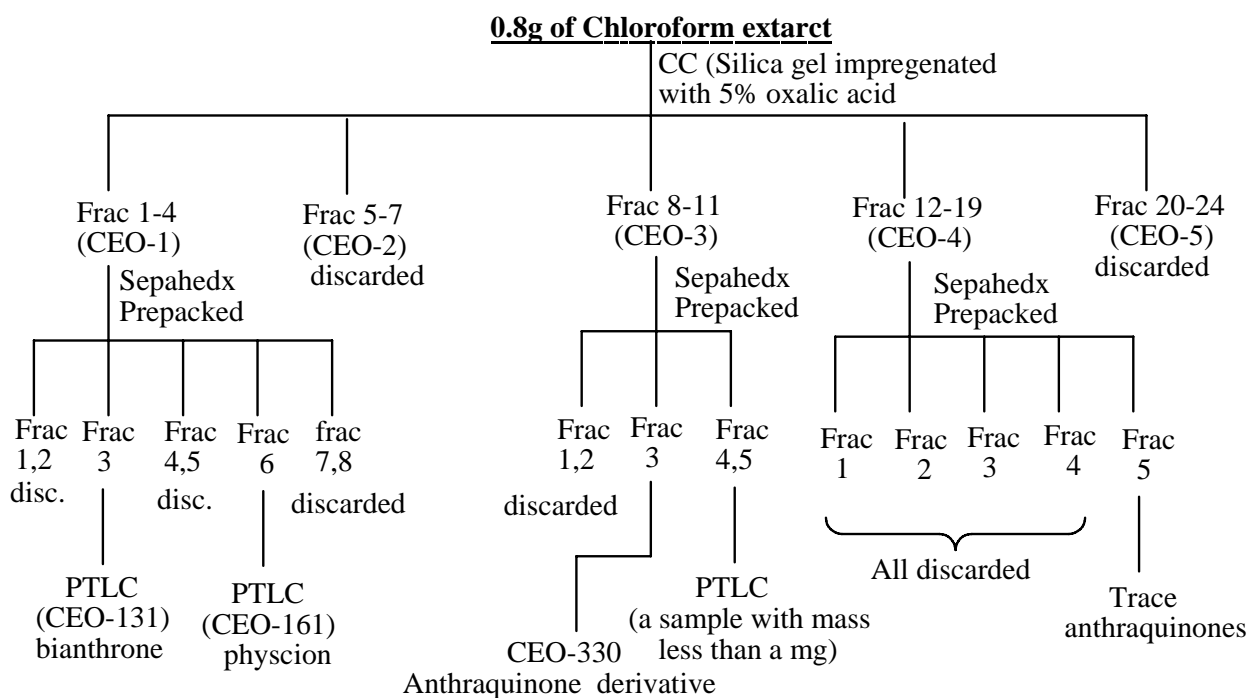 0.8g of Chloroform extarct
CC (Silica gel impregenated
with 5% oxalic acid
Frac 1-4
(CEO-1)
Frac 5-7
(CEO-2)
discarded
Frac 8-11
(CEO-3)
Frac 12-19
(CEO-4)
Frac 20-24
(CEO-5)
discarded
Sepahedx
Prepacked
Sepahedx
Prepacked
Sepahedx
Prepacked
Frac
1,2
disc.
Frac
3
Frac
4,5
disc.
Frac
6
frac
7,8
discarded
Frac
1,2
discarded
Frac
3
Frac
4,5
Frac
1
Frac
2
Frac
3
Frac
4
Frac
5
All discarded
PTLC
(CEO-131)
bianthrone
PTLC
(CEO-161)
physcion
CEO-330
Anthraquinone derivative
PTLC
(a sample with mass
less than a mg)
Trace
anthraquinones